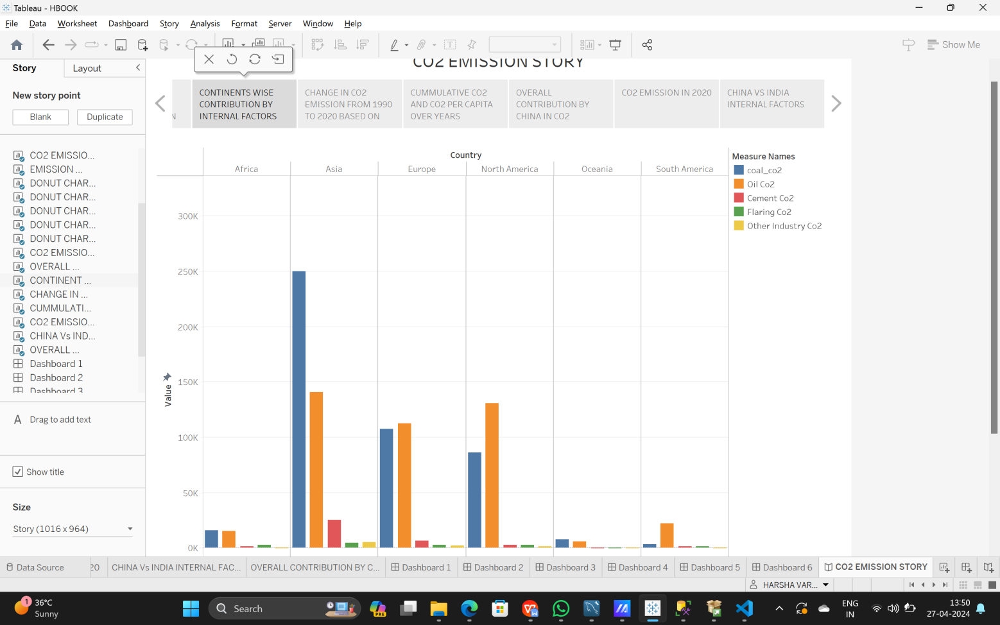 Tableau - HBOOK
File Data Worksheet Dashboard Story Analysis Format Server Window Help
Show Me
Story Layout
New story point
Blank Duplicate
CO2 EMISSIO...
EMISSION ...
DONUT CHAR...
DONUT CHAR...
DONUT CHAR...
DONUT CHAR...
DONUT CHAR...
CO2 EMISSIO...
OVERALL ...
CONTINENT ...
CHANGE IN ...
CUMMULATI...
CO2 EMISSIO...
CHINA Vs IND...
OVERALL ...
Dashboard 1
Dashboard 2
Dashboard 3
A Drag to add text
Show title
Size
Story (1016 x 964)
CO2 EMISSION STORY
N
CONTINENTS WISE
CONTRIBUTION BY
INTERNAL FACTORS
CHANGE IN CO2
EMISSION FROM 1990
TO 2020 BASED ON
CUMMULATIVE CO2
AND CO2 PER CAPITA
OVER YEARS
OVERALL
CONTRIBUTION BY
CHINA IN CO2
CO2 EMISSION IN 2020
CHINA VS INDIA
INTERNAL FACTORS
Country
Africa Asia Europe North America Oceania South America
300K
250K
200K
150K
100K
50K
0K
Value
Measure Names
coal_co2
Oil Co2
Cement Co2
Flaring Co2
Other Industry Co2
Data Source 20 CHINA Vs INDIA INTERNAL FAC... OVERALL CONTRIBUTION BY C... Dashboard 1 Dashboard 2 Dashboard 3 Dashboard 4 Dashboard 5 Dashboard 6 CO2 EMISSION STORY
HARSHA VAR...
1
36°C
Sunny
Search
PRE
ENG
IN
13:50
27-04-2024